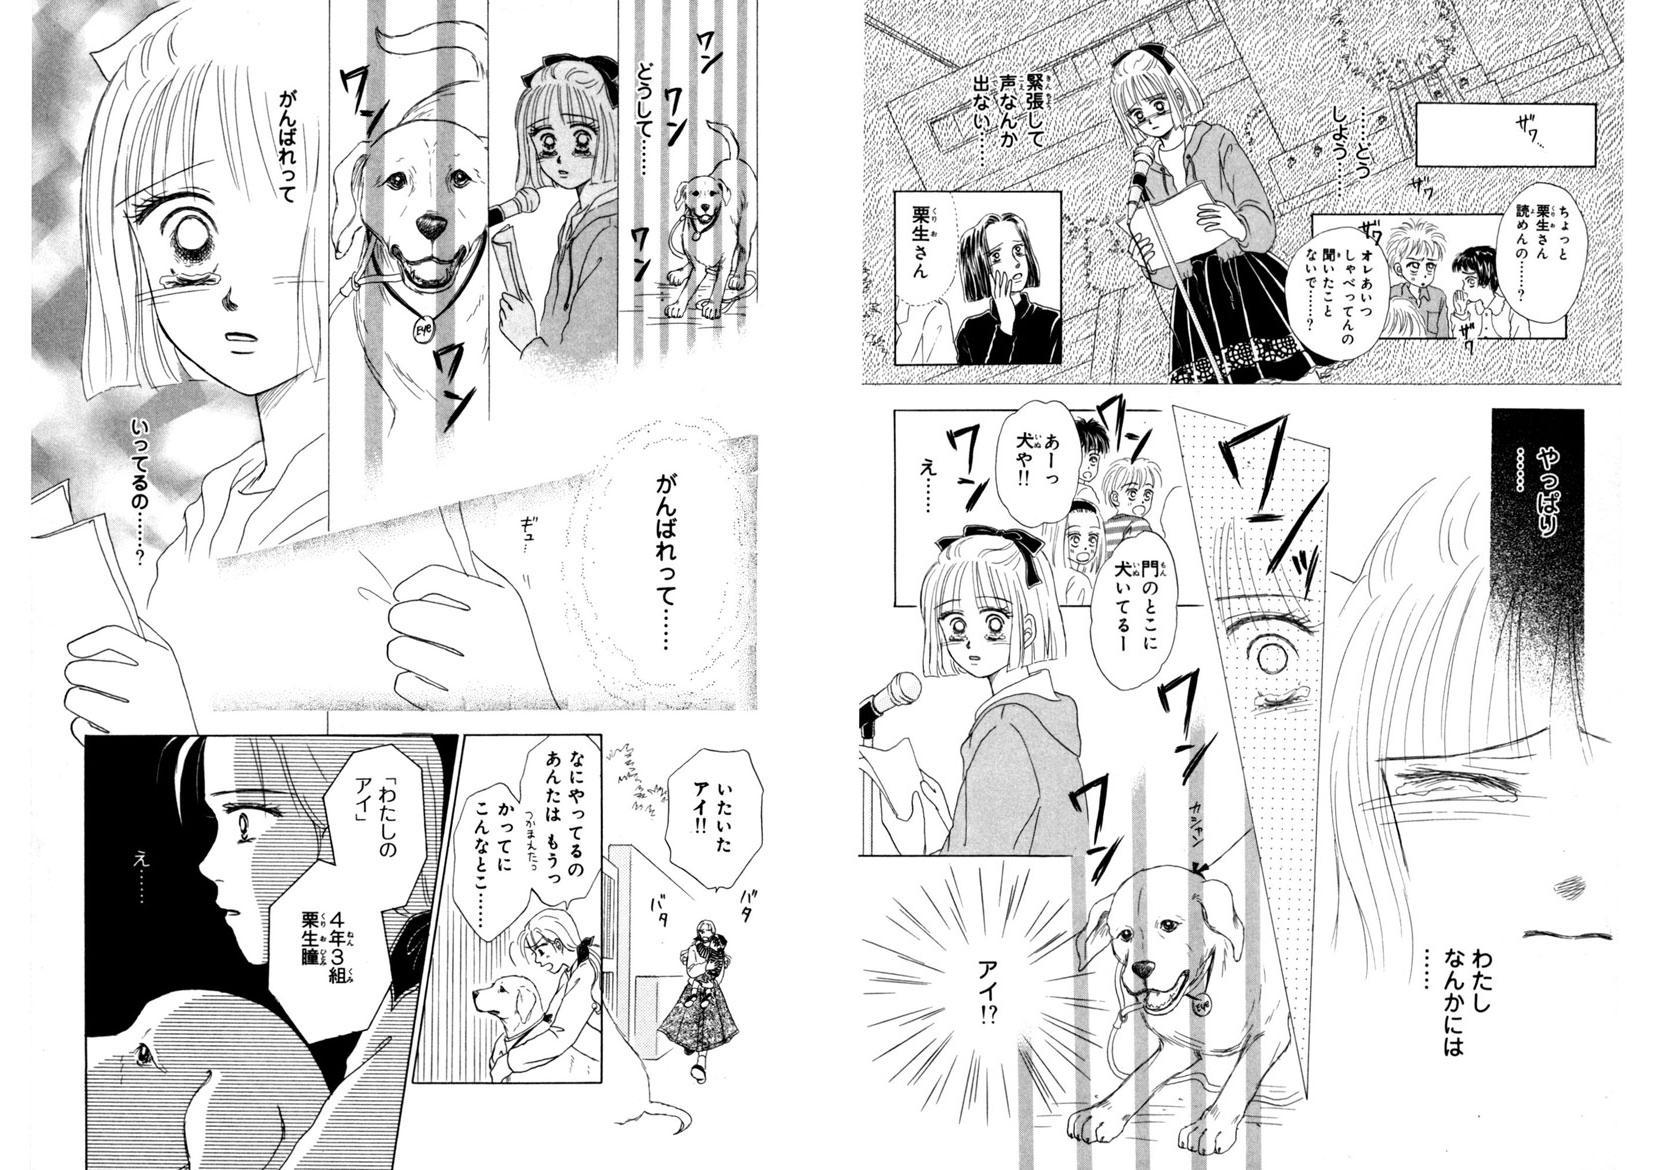 ザワ…
ちょっと
栗生さん
読めんの……？
ザワ
ザワ
オレあいつ
しゃべってんの
聞いたこと
ないで……？
ザワ
……どう
しよう……
緊張して
声なんか
出ない……
栗生さん
やっぱり
……
わたし
なんかには
……
ワン
ワン
あーっ
犬や!!
ワン
え……
門のとこに
犬いてるー
ワン
ワン
カシャン
Eye
アイ!?
ワン
ワン
ワン
どうして……
ワン
Eye
ワン
がんばれって
いってるの……？
がんばれって……
ギュ…
いたいた
アイ!!
バタ
バタ
なにやってるの
あんたは もうっ
つかまえたっ
かってに
こんなとこ……
「わたしの
アイ」
4年3組
栗生瞳
え……